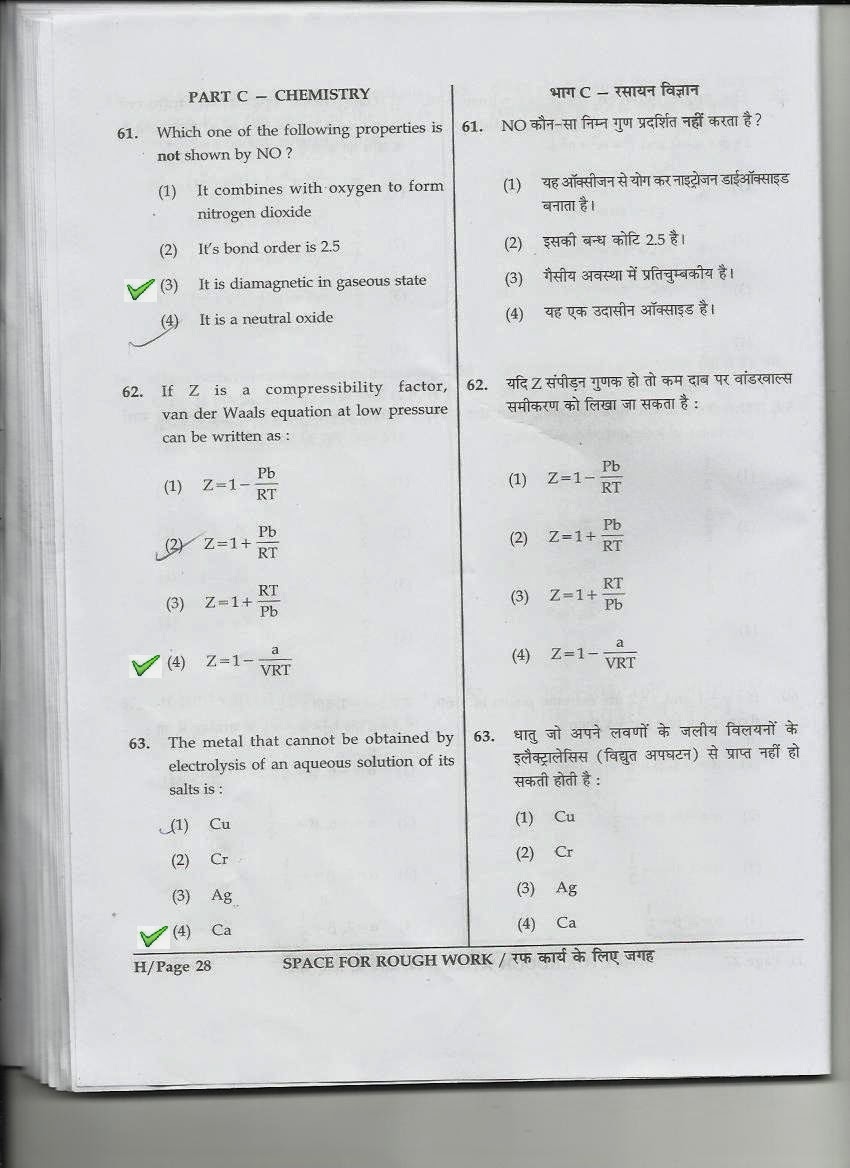 PART C – CHEMISTRY
61. Which one of the following properties is
not shown by NO ?
(1) It combines with oxygen to form
nitrogen dioxide
(2) It's bond order is 2.5
(3) It is diamagnetic in gaseous state
(4) It is a neutral oxide
62. If Z is a compressibility factor,
van der Waals equation at low pressure
can be written as :
(1) Z=1− Pb/RT
(2) Z=1+ Pb/RT
(3) Z=1+ RT/Pb
(4) Z=1− a/VRT
63. The metal that cannot be obtained by
electrolysis of an aqueous solution of its
salts is :
(1) Cu
(2) Cr
(3) Ag
(4) Ca
भाग C – रसायन विज्ञान
61. NO कौन-सा निम्न गुण प्रदर्शित नहीं करता है ?
(1) यह ऑक्सीजन से योग कर नाइट्रोजन डाईऑक्साइड
बनाता है।
(2) इसकी बन्ध कोटि 2.5 है।
(3) गैसीय अवस्था में प्रतिचुम्बकीय है।
(4) यह एक उदासीन ऑक्साइड है।
62. यदि Z संपीड़न गुणक हो तो कम दाब पर वांडरवाल्स
समीकरण को लिखा जा सकता है :
(1) Z=1− Pb/RT
(2) Z=1+ Pb/RT
(3) Z=1+ RT/Pb
(4) Z=1− a/VRT
63. धातु जो अपने लवणों के जलीय विलयनों के
इलैक्ट्रालेसिस (विद्युत अपघटन) से प्राप्त नहीं हो
सकती होती है :
(1) Cu
(2) Cr
(3) Ag
(4) Ca
H/Page 28 SPACE FOR ROUGH WORK / रफ कार्य के लिए जगह